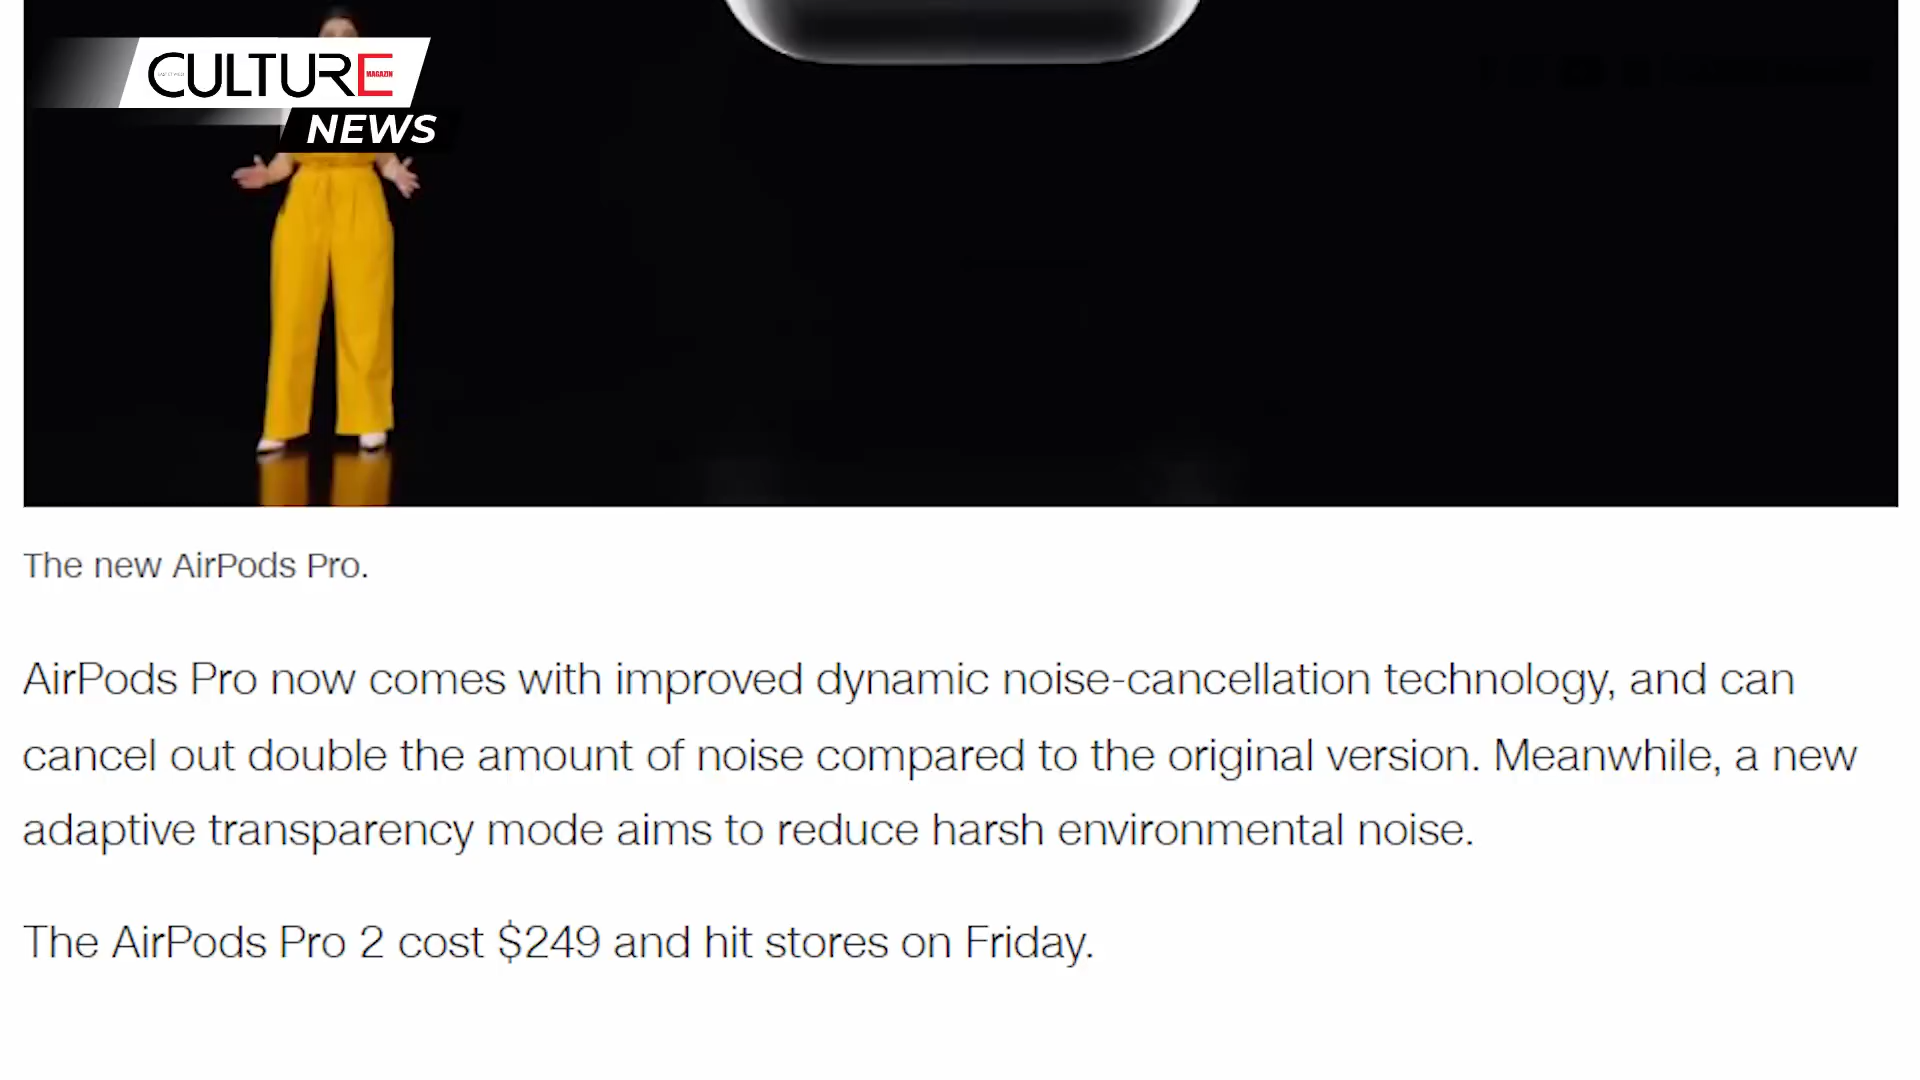 CULTURE
MAGAZIN
NEWS
The new AirPods Pro.
AirPods Pro now comes with improved dynamic noise-cancellation technology, and can
cancel out double the amount of noise compared to the original version. Meanwhile, a new
adaptive transparency mode aims to reduce harsh environmental noise.
The AirPods Pro 2 cost $249 and hit stores on Friday.